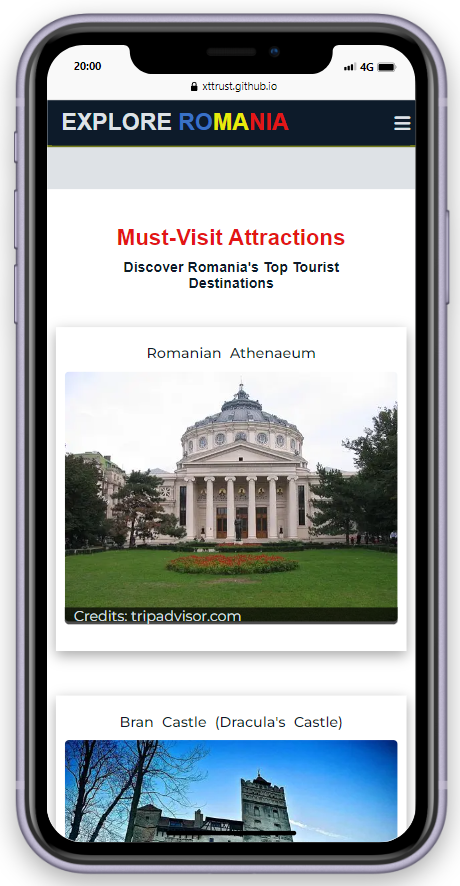 20:00
4G
xttrust.github.io
EXPLORE ROMANIA
Must-Visit Attractions
Discover Romania's Top Tourist
Destinations
Romanian Athenaeum
Credits: tripadvisor.com
Bran Castle (Dracula's Castle)